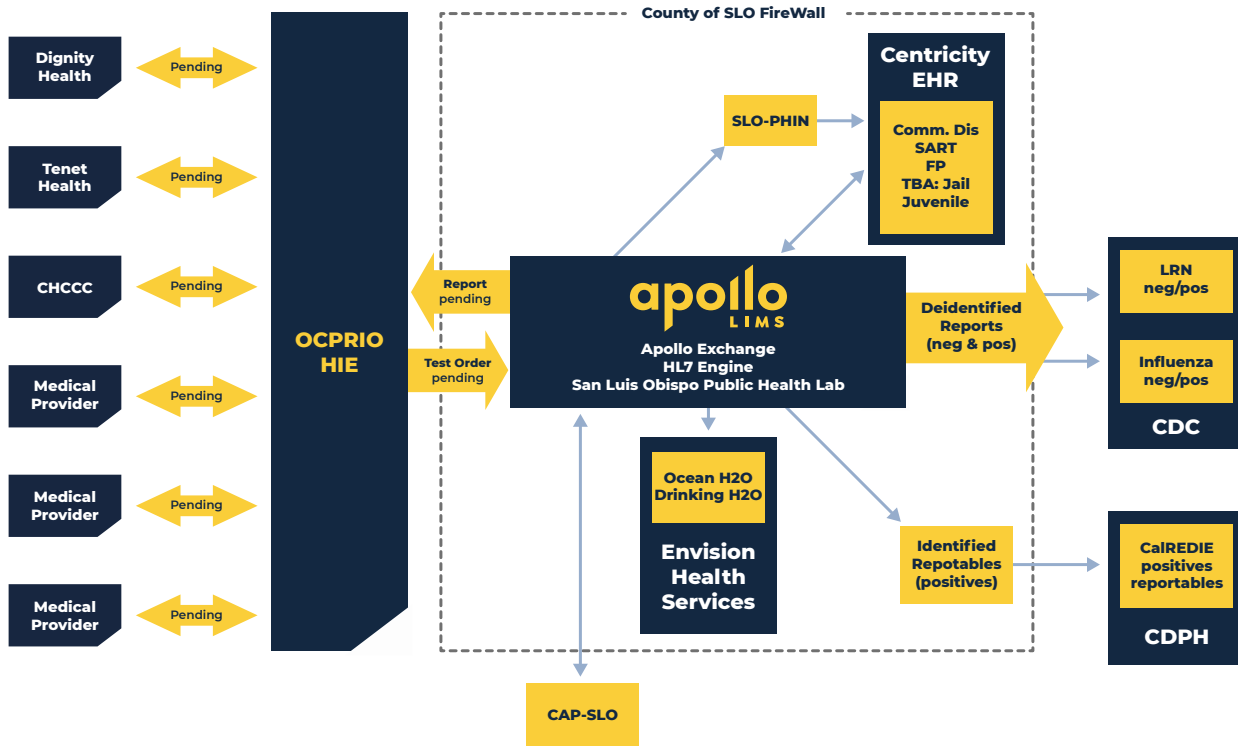 County of SLO FireWall
Dignity
Health
Pending
Tenet
Health
Pending
CHCCC
Pending
Medical
Provider
Pending
Medical
Provider
Pending
Medical
Provider
Pending
OCPRIO
HIE
Report
pending
Test Order
pending
SLO-PHIN
Centricity
EHR
Comm. Dis
SART
FP
TBA: Jail
Juvenile
apollo
LIMS
Apollo Exchange
HL7 Engine
San Luis Obispo Public Health Lab
Deidentified
Reports
(neg & pos)
LRN
neg/pos
Influenza
neg/pos
CDC
Ocean H2O
Drinking H2O
Envision
Health
Services
Identified
Repotables
(positives)
CalREDIE
positives
reportables
CDPH
CAP-SLO